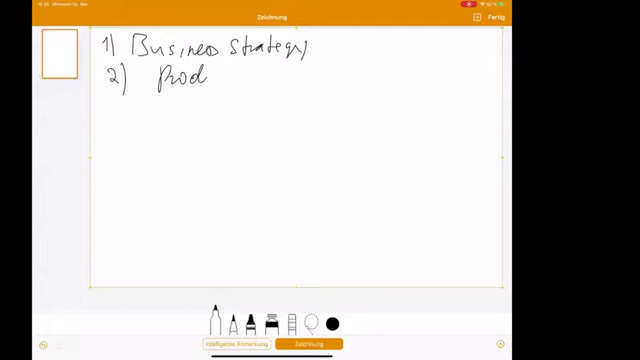 Zeichnung
Fertig
1) Business Strategy
2) Prod
Intelligente Anmerkung
Zeichnung